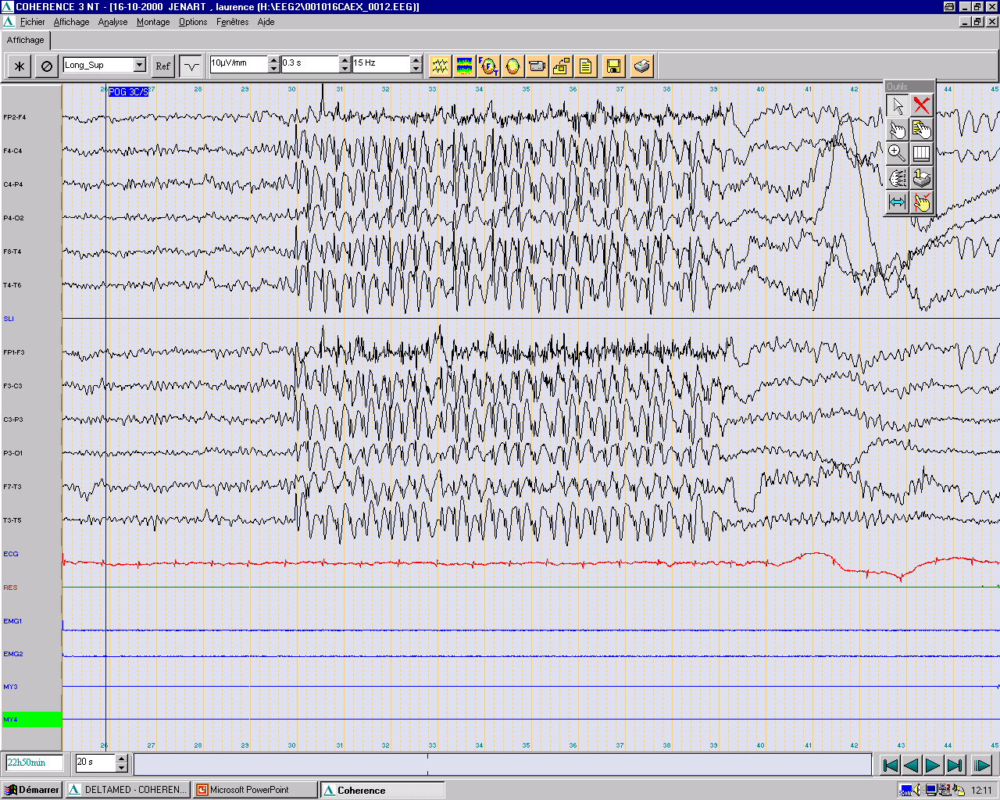 COHERENCE 3 NT - [16-10-2000  JENART , laurence (H:\EEG2\001016CAEX_0012.EEG)]
Fichier Affichage Analyse Montage Options Fenêtres Aide
Affichage
Long_Sup Ref 10µV/mm 0.3 s 15 Hz
Outils
26 POG 3C/S 27 28 29 30 31 32 33 34 35 36 37 38 39 40 41 42 44 45
FP2-F4
F4-C4
C4-P4
P4-O2
F8-T4
T4-T6
SLI
FP1-F3
F3-C3
C3-P3
P3-O1
F7-T3
T3-T5
ECG
RES
EMG1
EMG2
MY3
MY4
26 27 28 29 30 31 32 33 34 35 36 37 38 39 40 41 42 43 44 45
22h50min 20 s
Démarrer DELTAMED - COHEREN... Microsoft PowerPoint Coherence 12:11